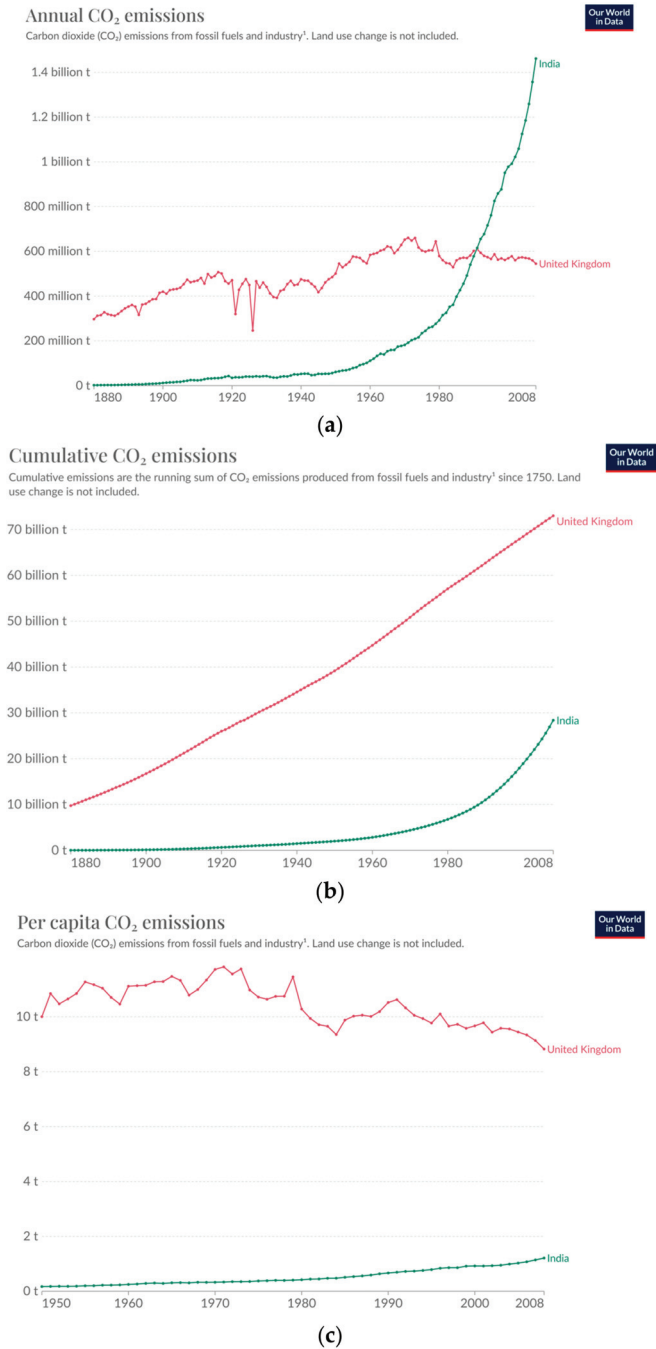 Annual CO₂ emissions
Our World
in Data
Carbon dioxide (CO₂) emissions from fossil fuels and industry¹. Land use change is not included.
1.4 billion t
India
1.2 billion t
1 billion t
800 million t
600 million t
United Kingdom
400 million t
200 million t
0 t
1880 1900 1920 1940 1960 1980 2008
(a)
Cumulative CO₂ emissions
Our World
in Data
Cumulative emissions are the running sum of CO₂ emissions produced from fossil fuels and industry¹ since 1750. Land
use change is not included.
70 billion t
United Kingdom
60 billion t
50 billion t
40 billion t
30 billion t
India
20 billion t
10 billion t
0 t
1880 1900 1920 1940 1960 1980 2008
(b)
Per capita CO₂ emissions
Our World
in Data
Carbon dioxide (CO₂) emissions from fossil fuels and industry¹. Land use change is not included.
10 t
United Kingdom
8 t
6 t
4 t
2 t
India
0 t
1950 1960 1970 1980 1990 2000 2008
(c)